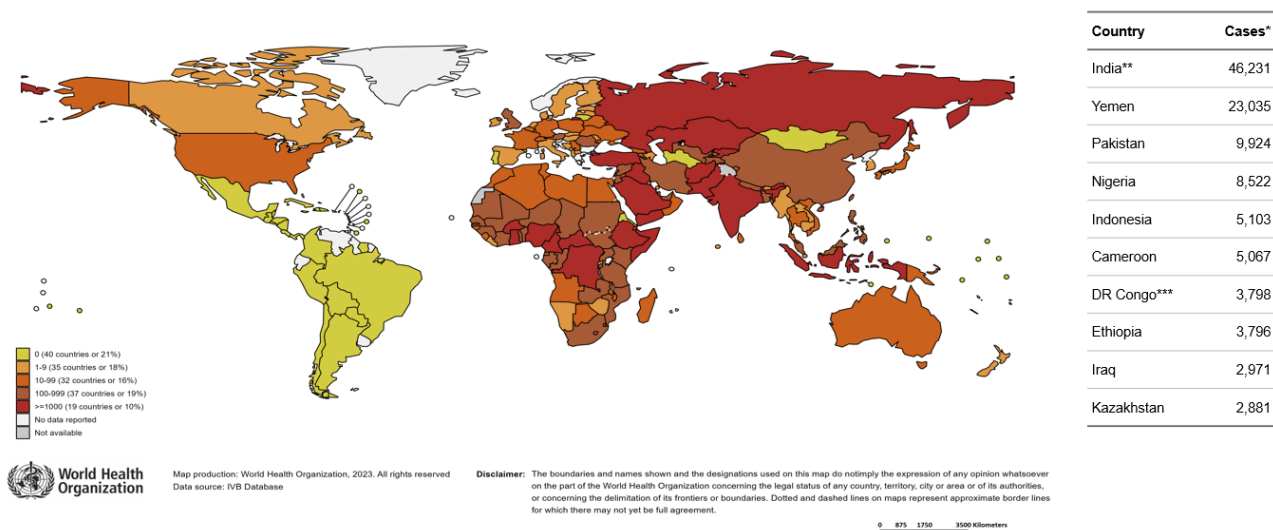 Country Cases*
India** 46,231
Yemen 23,035
Pakistan 9,924
Nigeria 8,522
Indonesia 5,103
Cameroon 5,067
DR Congo*** 3,798
Ethiopia 3,796
Iraq 2,971
Kazakhstan 2,881
0 (40 countries or 21%)
1-9 (35 countries or 18%)
10-99 (32 countries or 16%)
100-999 (37 countries or 19%)
>=1000 (19 countries or 10%)
No data reported
Not available
World Health
Organization
Map production: World Health Organization, 2023. All rights reserved
Data source: IVB Database
Disclaimer: The boundaries and names shown and the designations used on this map do notimply the expression of any opinion whatsoever
on the part of the World Health Organization concerning the legal status of any country, territory, city or area or of its authorities,
or concerning the delimitation of its frontiers or boundaries. Dotted and dashed lines on maps represent approximate border lines
for which there may not yet be full agreement.
0 875 1750 3500 Kilometers